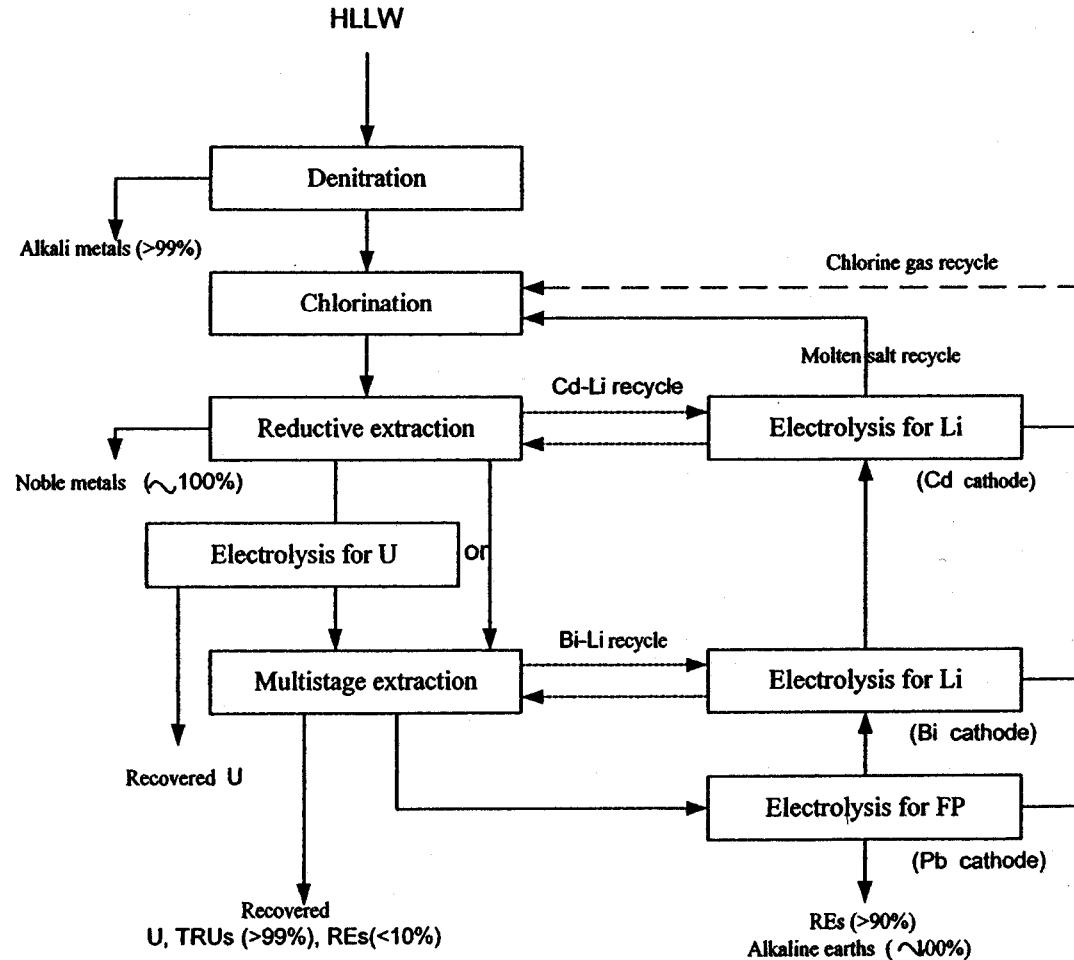 HLLW
Denitration
Alkali metals (>99%)
Chlorination
Chlorine gas recycle
Molten salt recycle
Reductive extraction
Cd-Li recycle
Electrolysis for Li
(Cd cathode)
Noble metals (~100%)
Electrolysis for U
or
Multistage extraction
Bi-Li recycle
Electrolysis for Li
(Bi cathode)
Recovered U
Electrolysis for FP
(Pb cathode)
Recovered
U, TRUs (>99%), REs(<10%)
REs (>90%)
Alkaline earths (~100%)